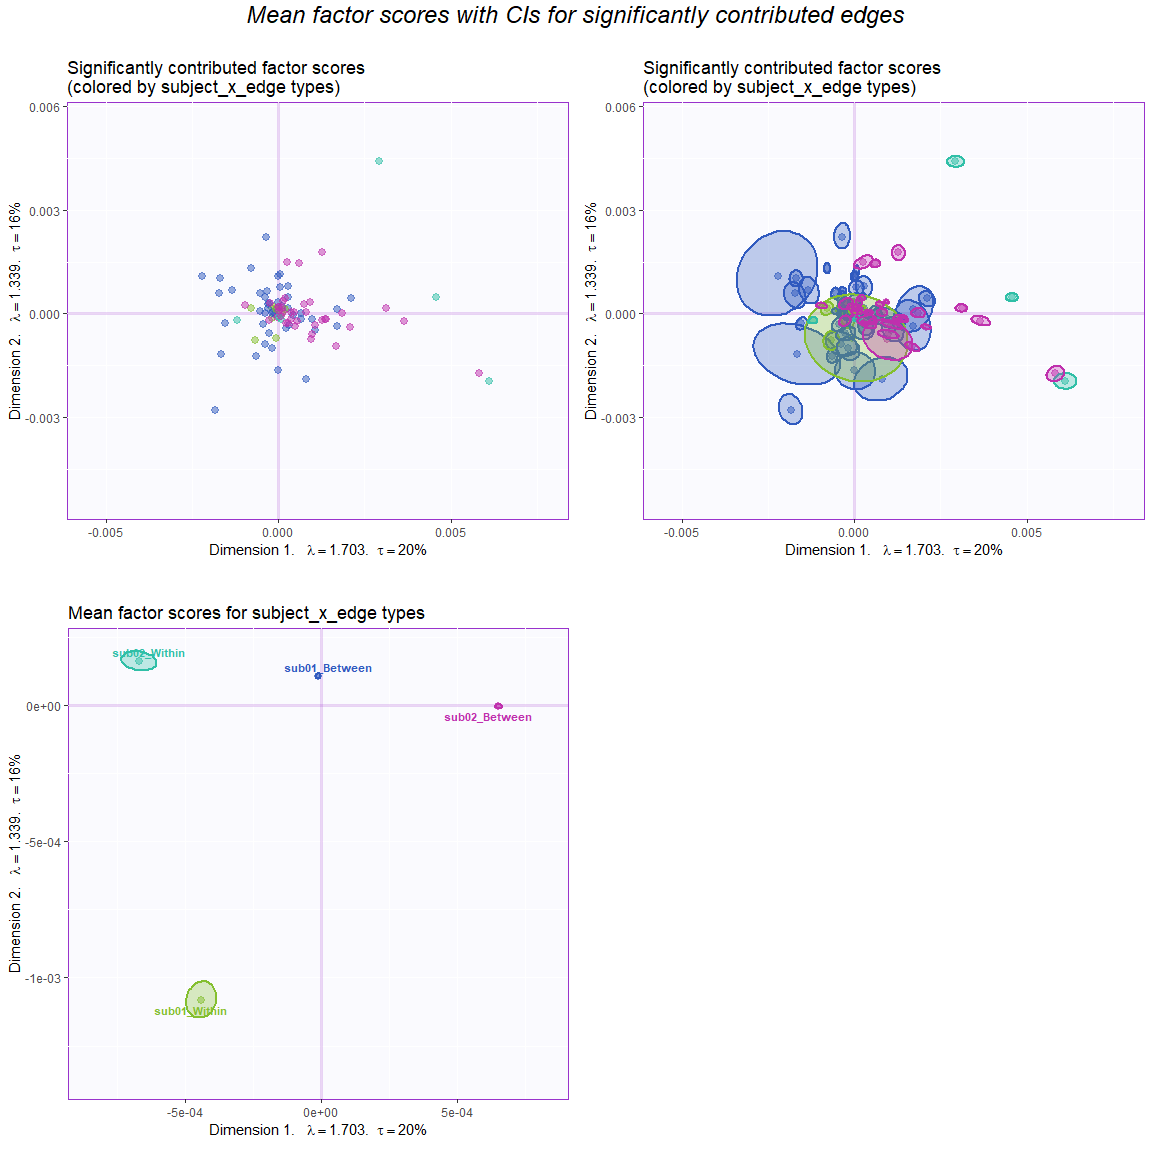 Mean factor scores with CIs for significantly contributed edges
Significantly contributed factor scores
(colored by subject_x_edge types)
0.006
0.003
0.000
-0.003
Dimension 2. λ = 1.339. τ = 16%
-0.005
0.000
0.005
Dimension 1. λ = 1.703. τ = 20%
Significantly contributed factor scores
(colored by subject_x_edge types)
0.006
0.003
0.000
-0.003
Dimension 2. λ = 1.339. τ = 16%
-0.005
0.000
0.005
Dimension 1. λ = 1.703. τ = 20%
Mean factor scores for subject_x_edge types
sub02_Within
sub01_Between
sub02_Between
sub01_Within
0e+00
-5e-04
-1e-03
Dimension 2. λ = 1.339. τ = 16%
-5e-04
0e+00
5e-04
Dimension 1. λ = 1.703. τ = 20%